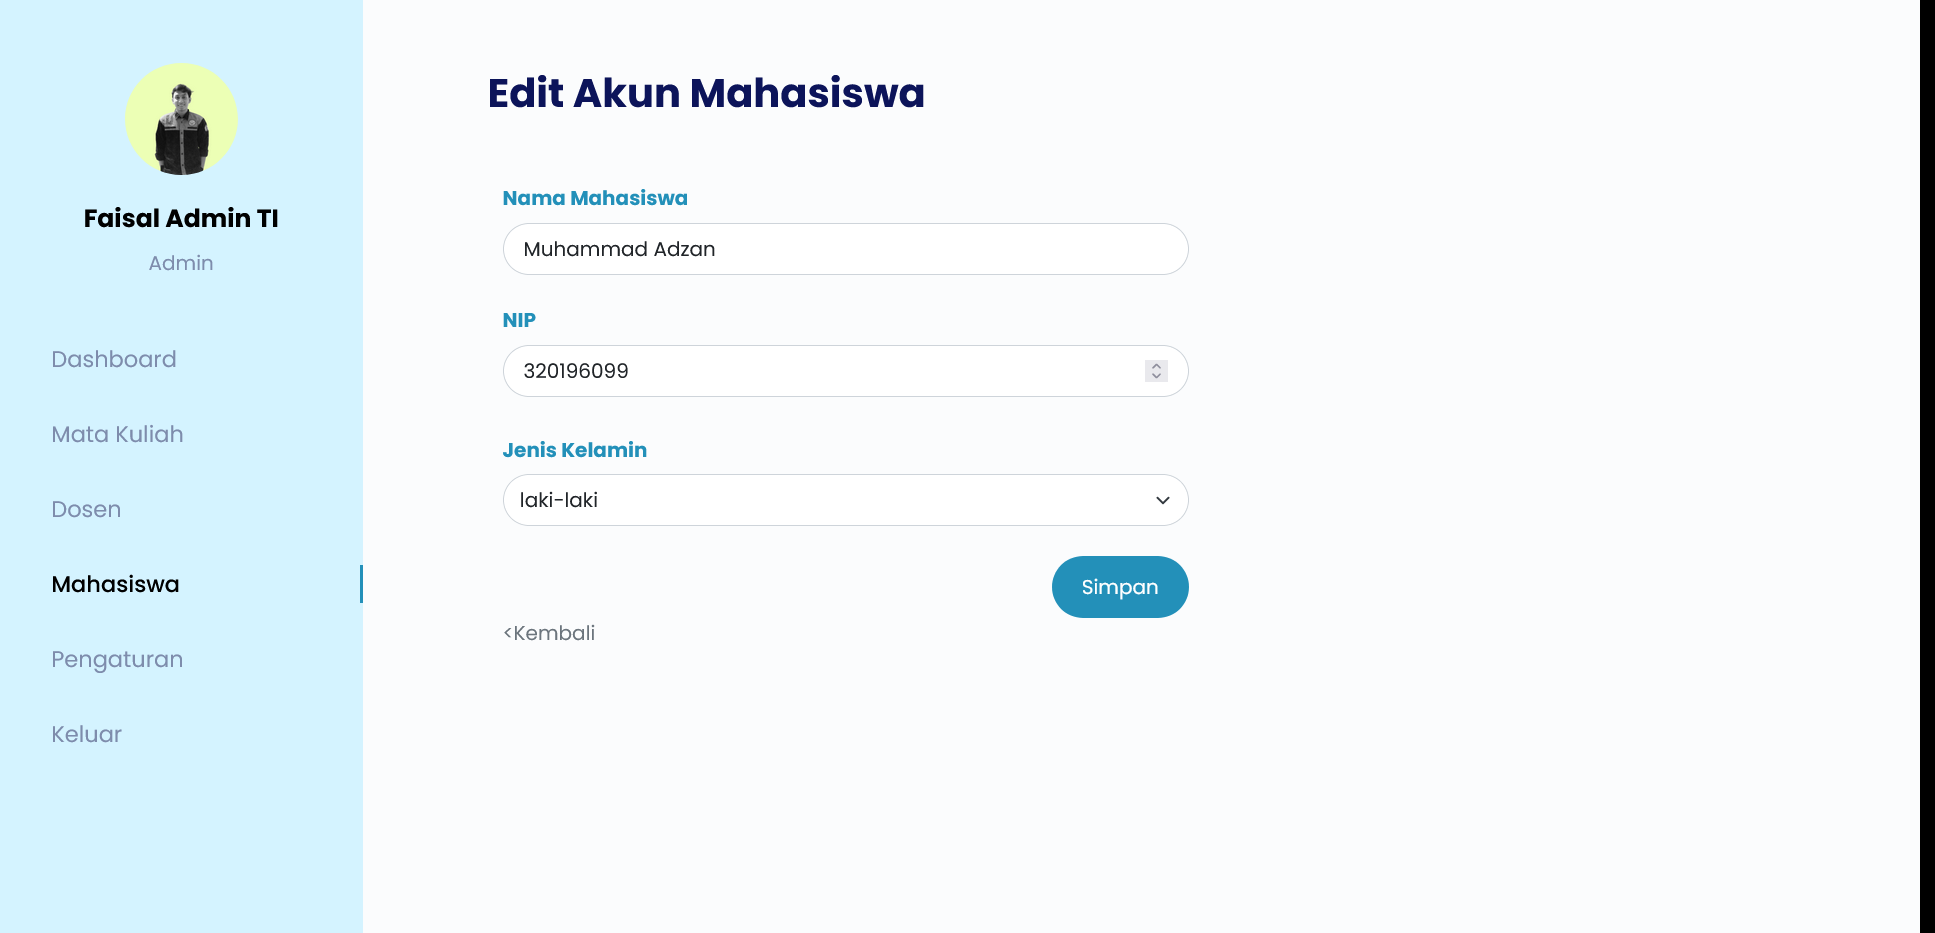 Faisal Admin TI
Admin
Dashboard
Mata Kuliah
Dosen
Mahasiswa
Pengaturan
Keluar
Edit Akun Mahasiswa
Nama Mahasiswa
Muhammad Adzan
NIP
320196099
Jenis Kelamin
laki-laki
Simpan
<Kembali